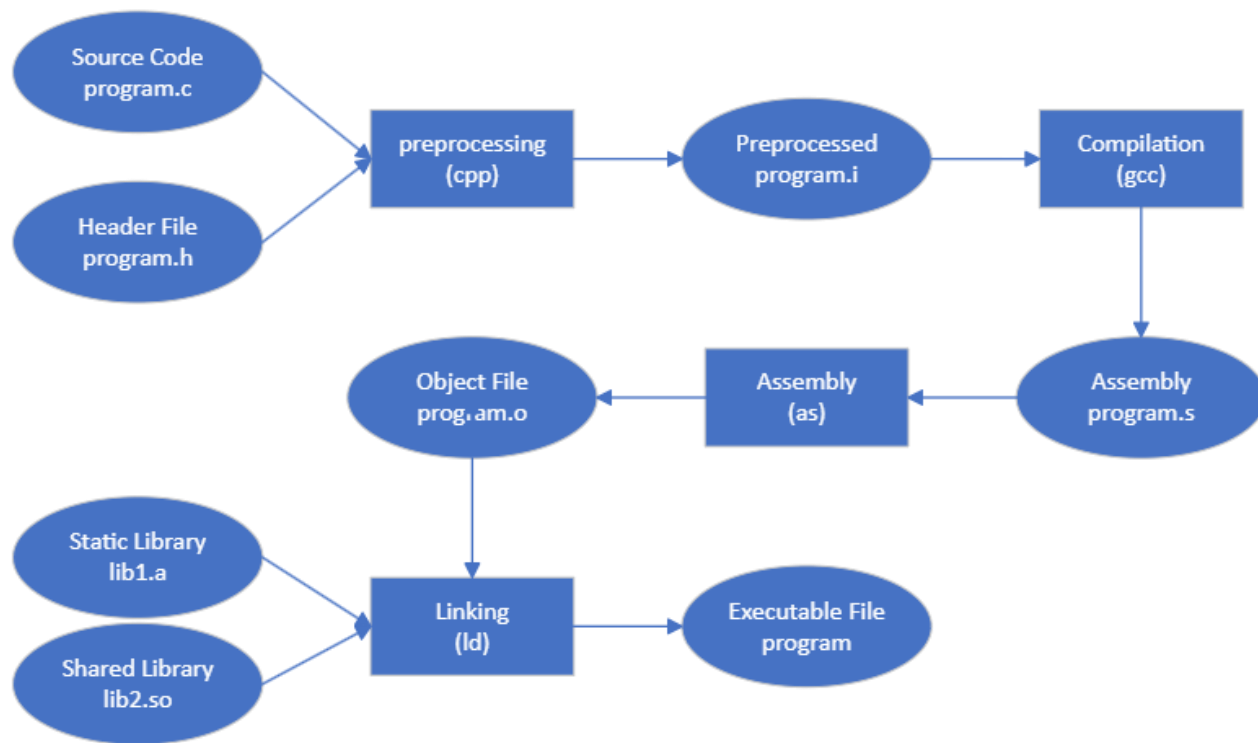 Source Code
program.c
Header File
program.h
preprocessing
(cpp)
Preprocessed
program.i
Compilation
(gcc)
Assembly
program.s
Assembly
(as)
Object File
program.o
Static Library
lib1.a
Shared Library
lib2.so
Linking
(ld)
Executable File
program